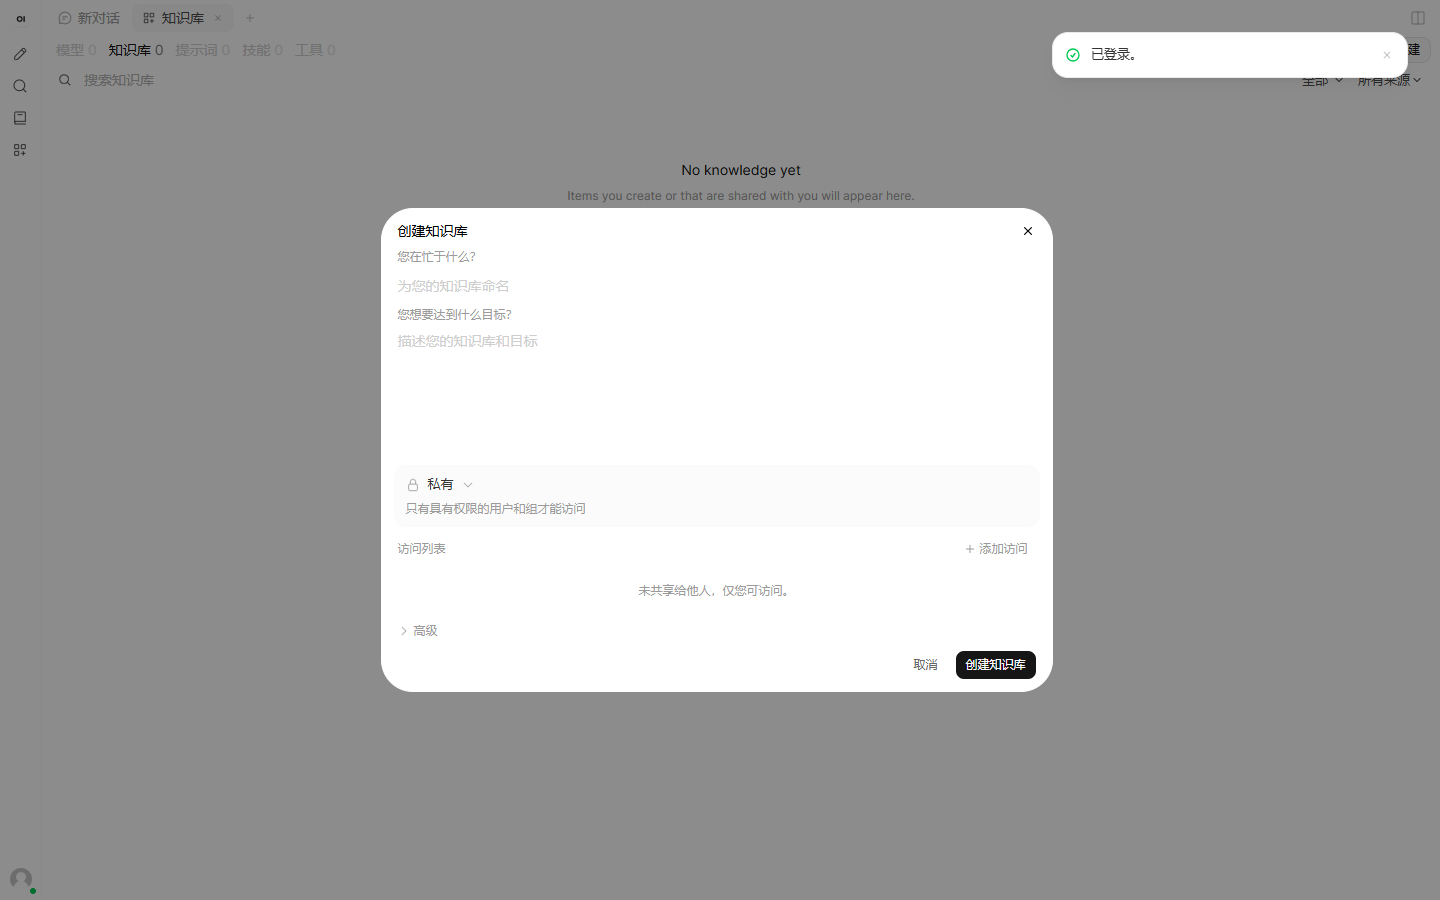 OI
新对话
知识库
模型 0
知识库 0
提示词 0
技能 0
工具 0
建
已登录。
搜索知识库
全部
所有来源
No knowledge yet
Items you create or that are shared with you will appear here.
创建知识库
您在忙于什么?
为您的知识库命名
您想要达到什么目标?
描述您的知识库和目标
私有
只有具有权限的用户和组才能访问
访问列表
添加访问
未共享给他人，仅您可访问。
高级
取消
创建知识库